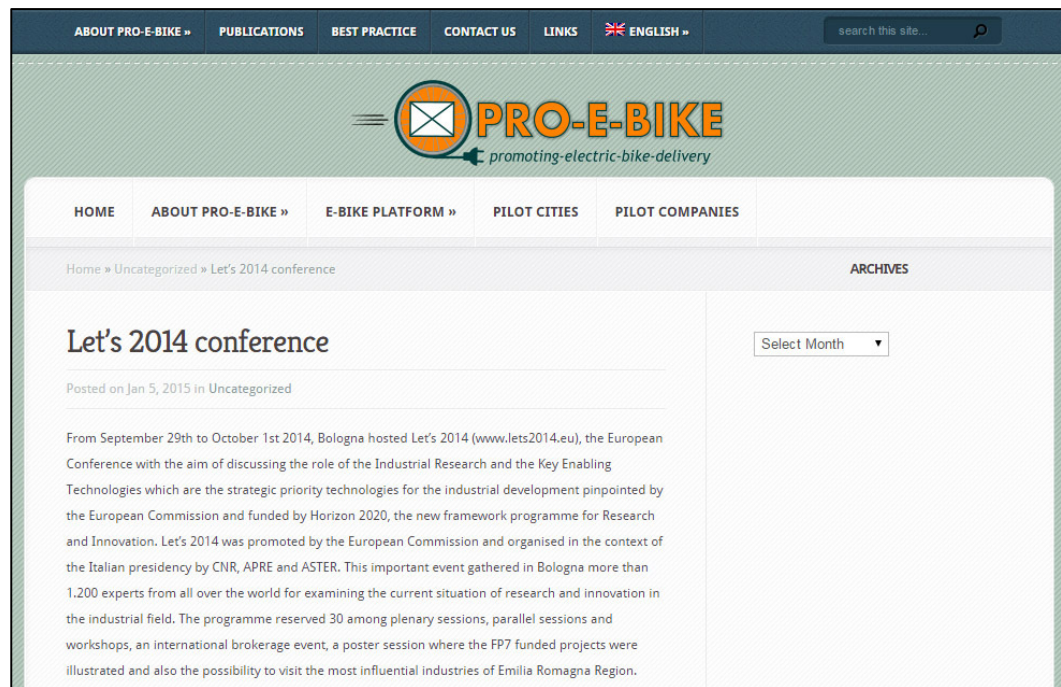 ABOUT PRO-E-BIKE » PUBLICATIONS BEST PRACTICE CONTACT US LINKS ENGLISH » search this site...
PRO-E-BIKE
promoting-electric-bike-delivery
HOME ABOUT PRO-E-BIKE » E-BIKE PLATFORM » PILOT CITIES PILOT COMPANIES
Home » Uncategorized » Let's 2014 conference ARCHIVES
Let's 2014 conference
Select Month
Posted on Jan 5, 2015 in Uncategorized
From September 29th to October 1st 2014, Bologna hosted Let's 2014 (www.lets2014.eu), the European
Conference with the aim of discussing the role of the Industrial Research and the Key Enabling
Technologies which are the strategic priority technologies for the industrial development pinpointed by
the European Commission and funded by Horizon 2020, the new framework programme for Research
and Innovation. Let's 2014 was promoted by the European Commission and organised in the context of
the Italian presidency by CNR, APRE and ASTER. This important event gathered in Bologna more than
1.200 experts from all over the world for examining the current situation of research and innovation in
the industrial field. The programme reserved 30 among plenary sessions, parallel sessions and
workshops, an international brokerage event, a poster session where the FP7 funded projects were
illustrated and also the possibility to visit the most influential industries of Emilia Romagna Region.